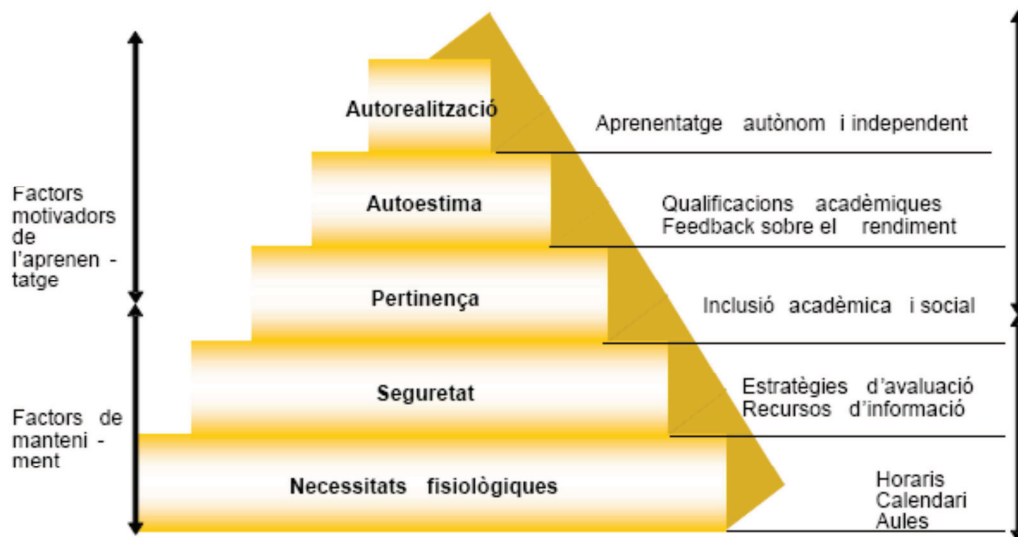 Autorealització
Aprenentatge autònom i independent
Factors
motivadors
de
l'aprenen -
tatge
Autoestima
Qualificacions acadèmiques
Feedback sobre el rendiment
Pertinença
Inclusió acadèmica i social
Factors de
manteni -
ment
Seguretat
Estratègies d'avaluació
Recursos d'informació
Necessitats fisiològiques
Horaris
Calendari
Aules